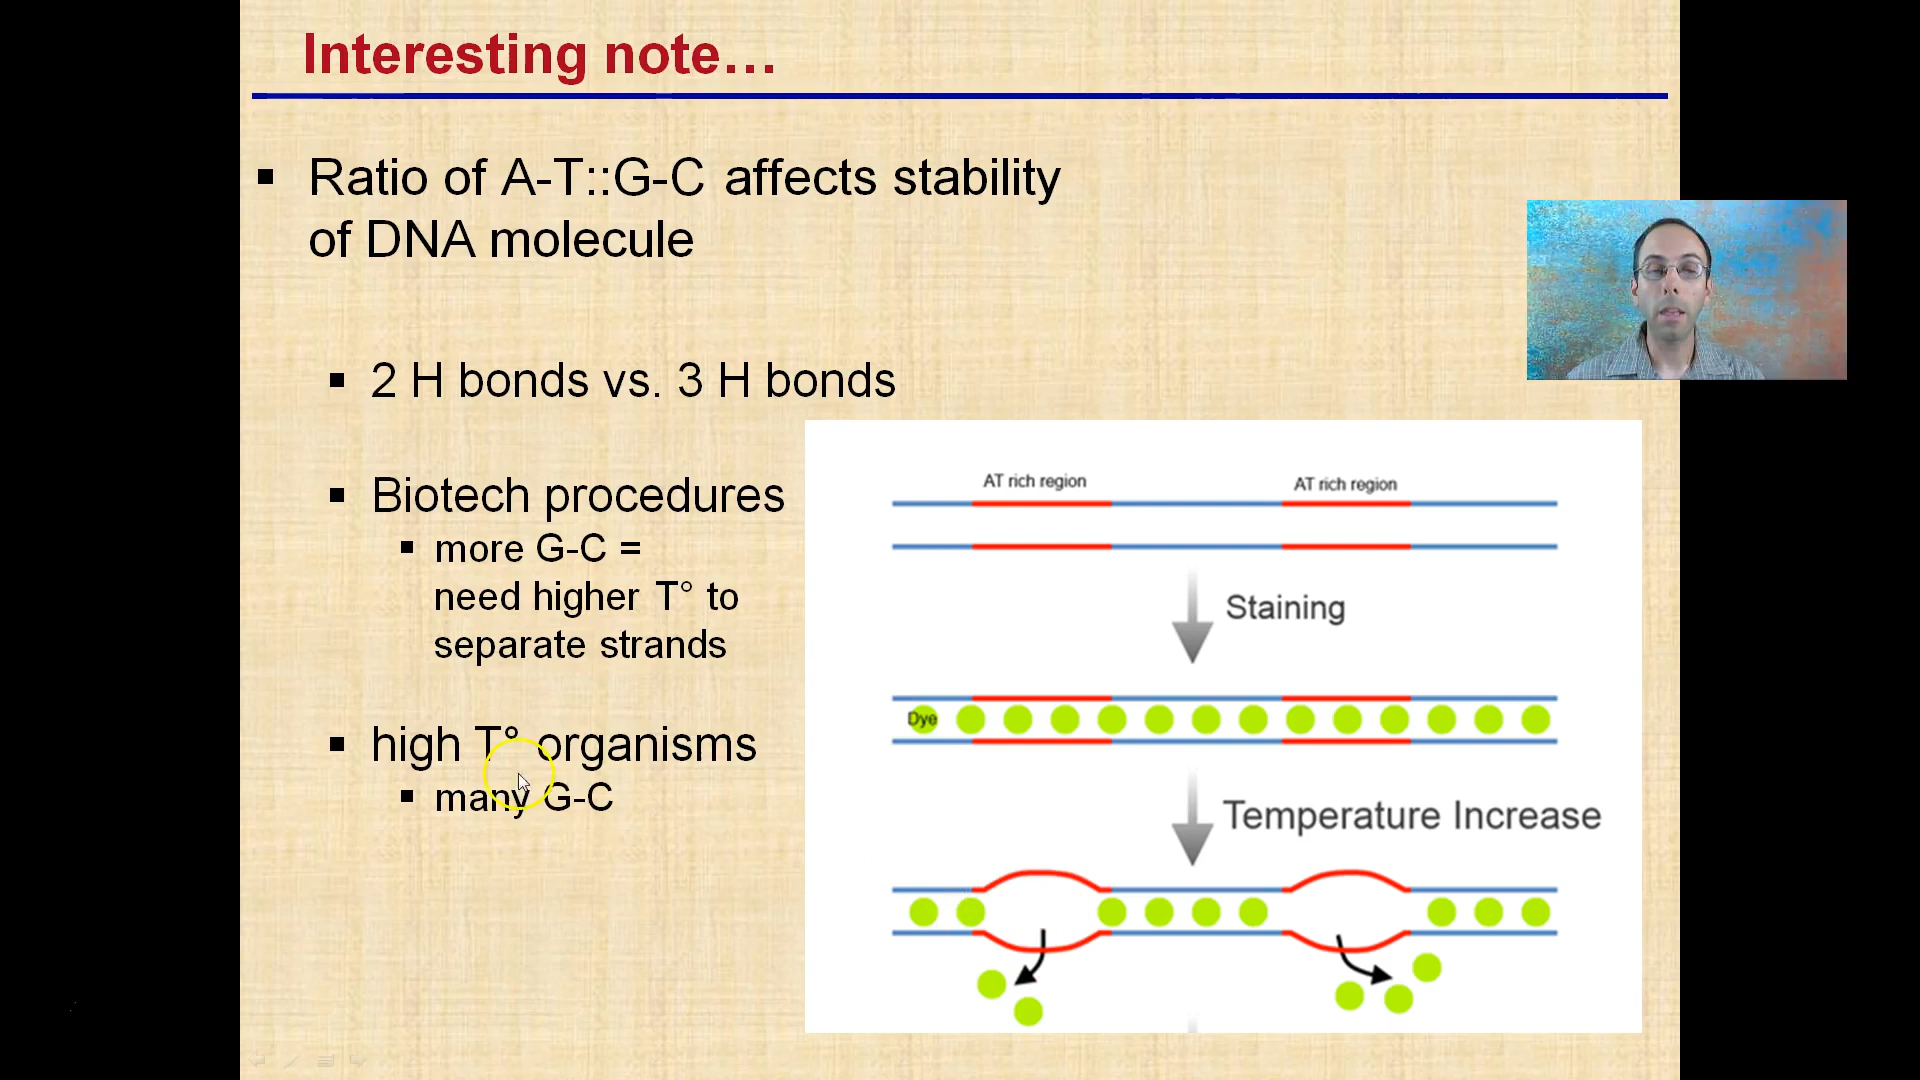 Interesting note…
Ratio of A-T::G-C affects stability
of DNA molecule
2 H bonds vs. 3 H bonds
Biotech procedures
more G-C =
need higher T° to
separate strands
high T° organisms
many G-C
AT rich region
AT rich region
Staining
Dye
Temperature Increase